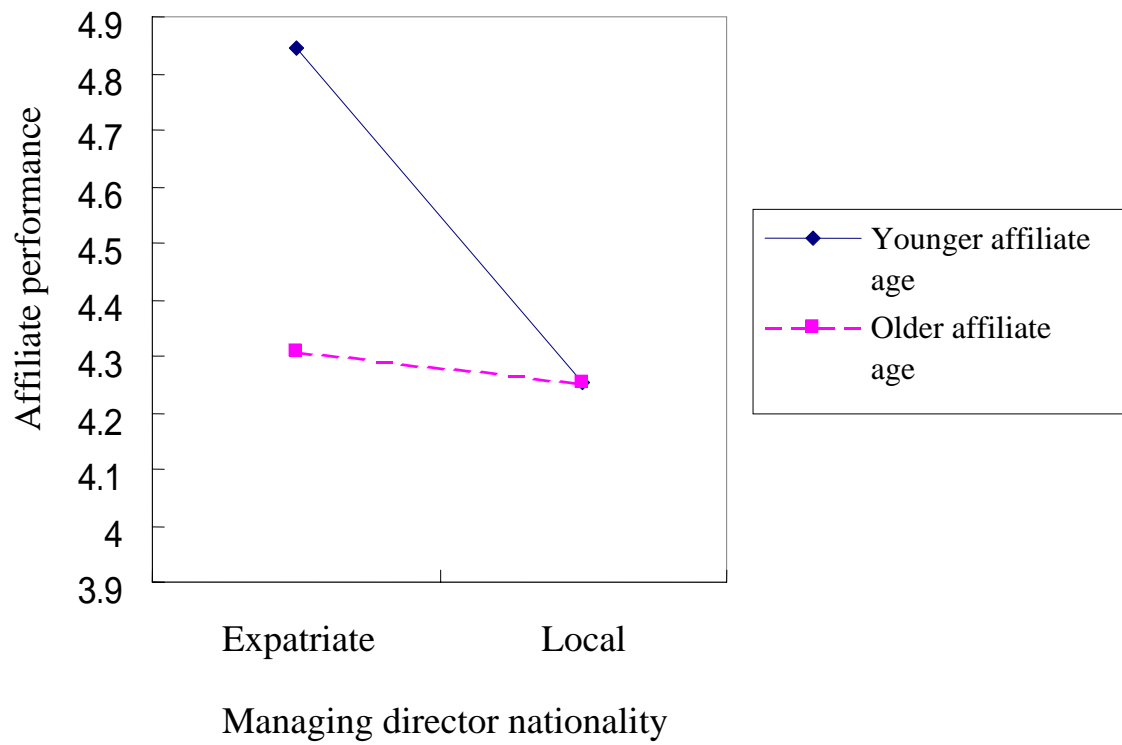 4.9
4.8
4.7
4.6
4.5
4.4
4.3
4.2
4.1
4
3.9
Affiliate performance
Expatriate
Local
Managing director nationality
Younger affiliate
age
Older affiliate
age